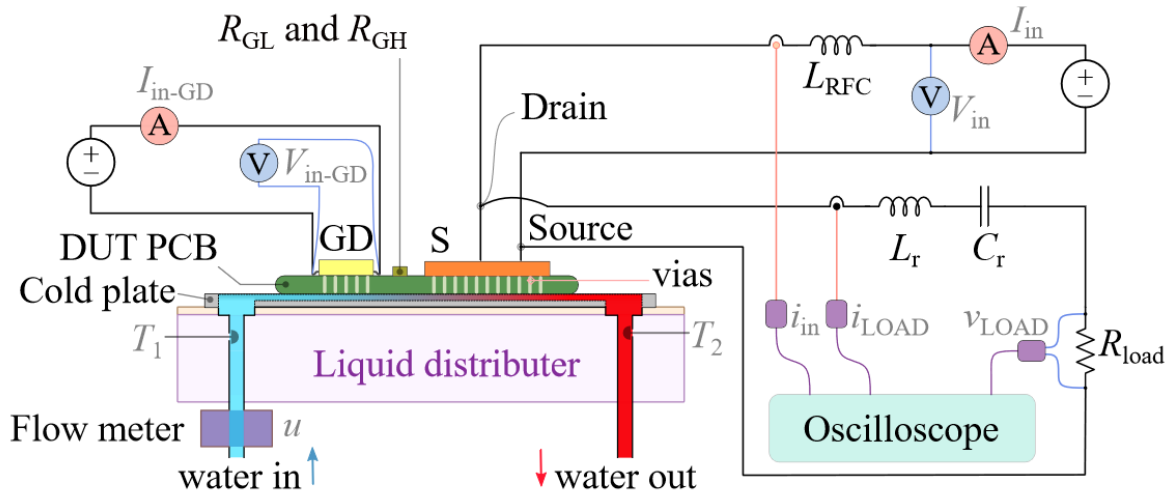 R_GL and R_GH
I_in
A
L_RFC
V
V_in
+
−
I_in-GD
A
+
−
V
V_in-GD
Drain
DUT PCB
GD
S
Source
L_r
C_r
Cold plate
vias
T_1
T_2
i_in
i_LOAD
v_LOAD
R_load
Liquid distributer
Flow meter
u
Oscilloscope
water in
water out